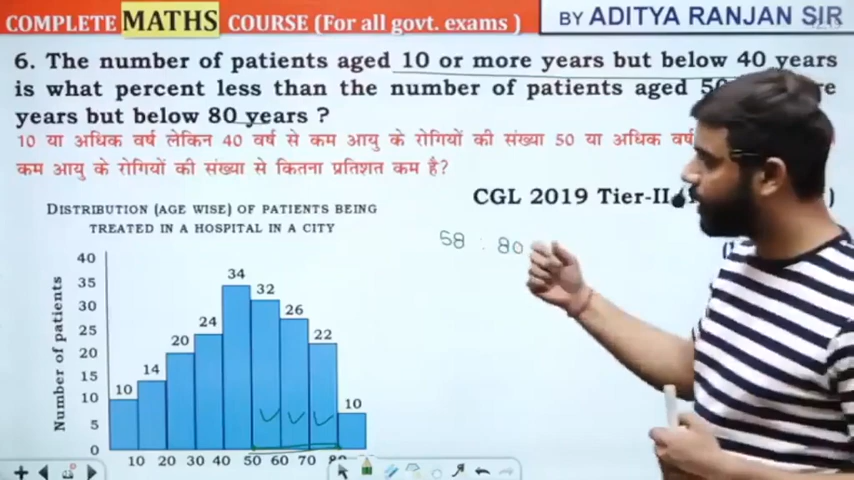 COMPLETE MATHS COURSE (For all govt. exams )
BY ADITYA RANJAN SIR
6. The number of patients aged 10 or more years but below 40 years
is what percent less than the number of patients aged
years but below 80 years ?
10 या अधिक वर्ष लेकिन 40 वर्ष से कम आयु के रोगियों की संख्या 50 या अधिक वर्ष
कम आयु के रोगियों की संख्या से कितना प्रतिशत कम है?
CGL 2019 Tier-II
DISTRIBUTION (AGE WISE) OF PATIENTS BEING
TREATED IN A HOSPITAL IN A CITY
58 : 80
Number of patients
40
35
30
25
20
15
10
5
0
10 14 20 24 34 32 26 22 10
10 20 30 40 50 60 70 80